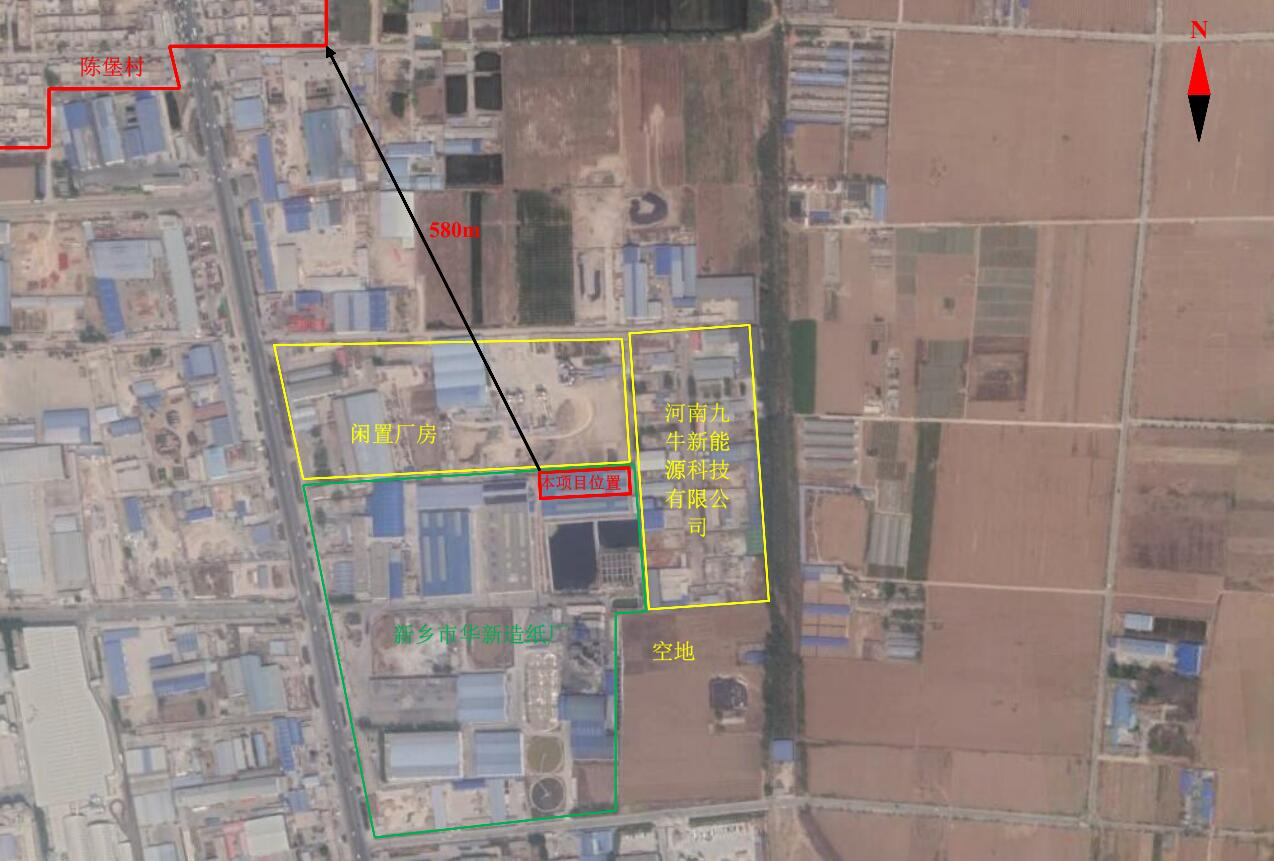 N
陈堡村
580m
闲置厂房
河南九
牛新能
源科技
有限公
司
本项目位置
新乡市华新造纸厂
空地